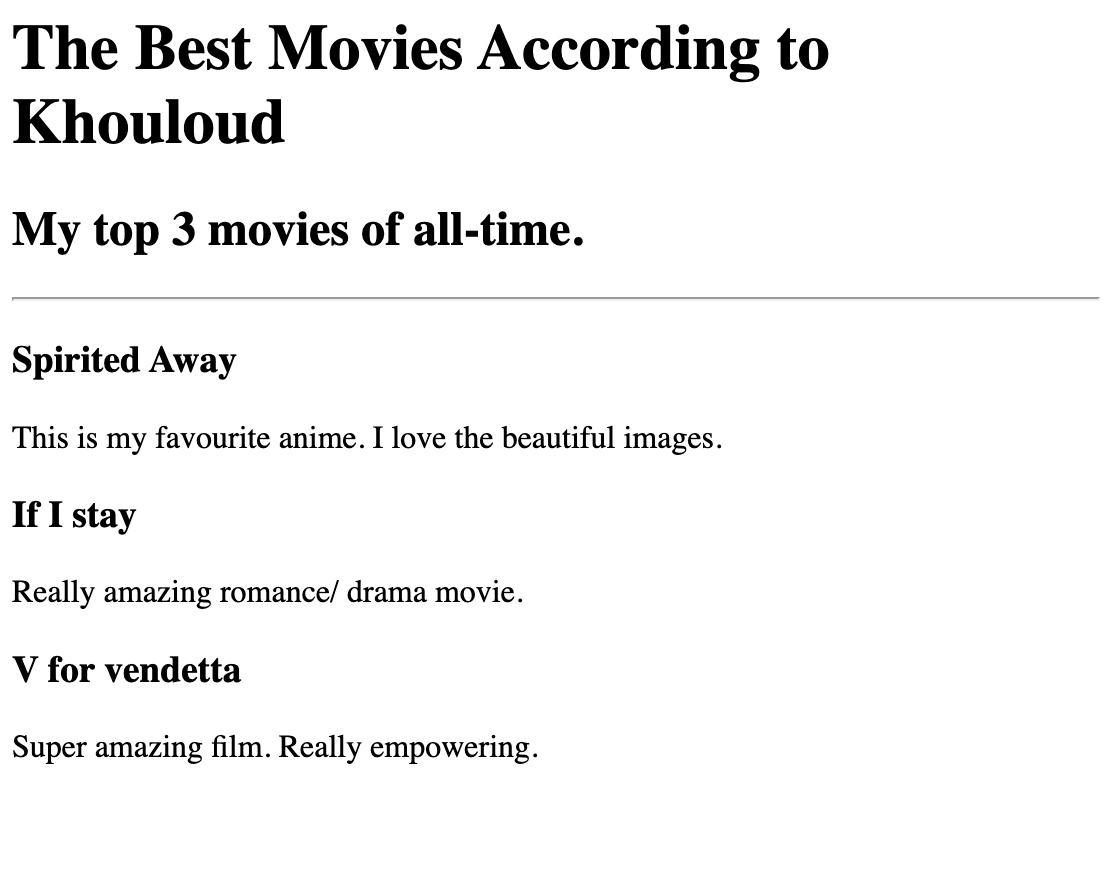 The Best Movies According to
Khouloud
My top 3 movies of all-time.
Spirited Away
This is my favourite anime. I love the beautiful images.
If I stay
Really amazing romance/ drama movie.
V for vendetta
Super amazing film. Really empowering.